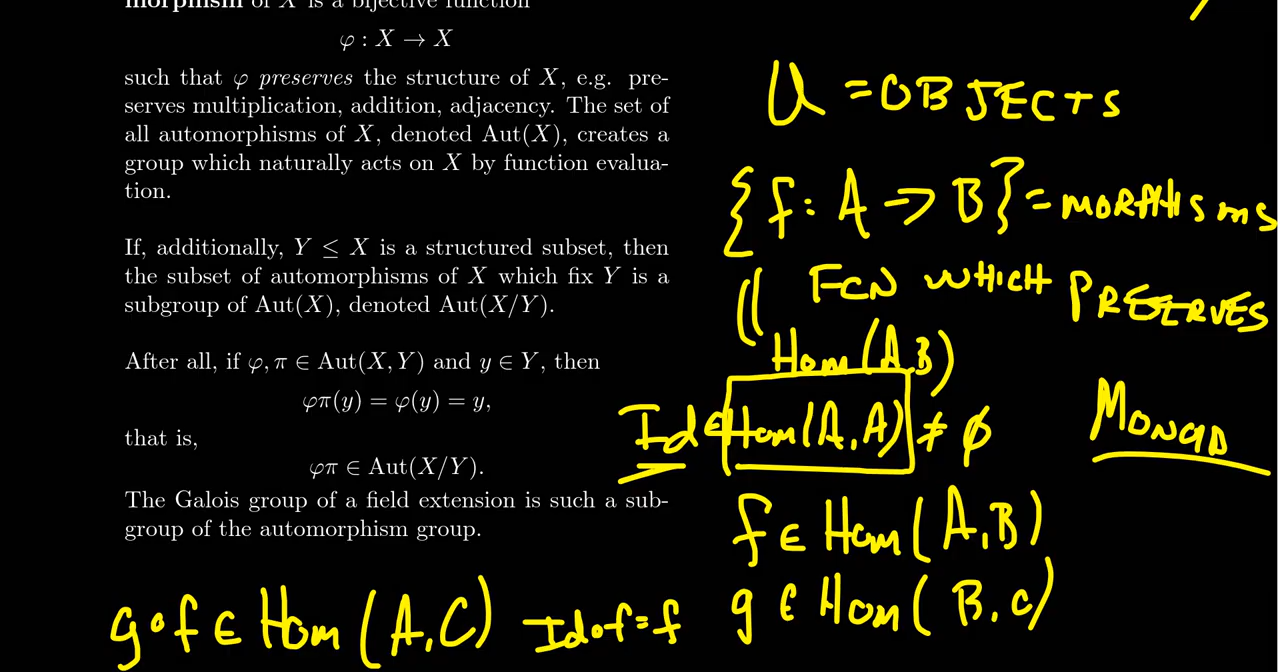 morphism of X is a bijective function
φ : X → X
such that φ preserves the structure of X, e.g. pre-
serves multiplication, addition, adjacency. The set of
all automorphisms of X, denoted Aut(X), creates a
group which naturally acts on X by function evalua-
tion.
If, additionally, Y ≤ X is a structured subset, then
the subset of automorphisms of X which fix Y is a
subgroup of Aut(X), denoted Aut(X/Y).
After all, if φ, π ∈ Aut(X, Y) and y ∈ Y, then
φπ(y) = φ(y) = y,
that is,
φπ ∈ Aut(X/Y).
The Galois group of a field extension is such a sub-
group of the automorphism group.
U = OBJECTS
{f: A → B} = MORPHISMS
FCN WHICH PRESERVES
Hom(A,B)
Id ∈ Hom(A,A) ≠ ∅
MONOID
f ∈ Hom(A,B)
g ∈ Hom(B,C)
g∘f ∈ Hom(A,C)
Id∘f = f